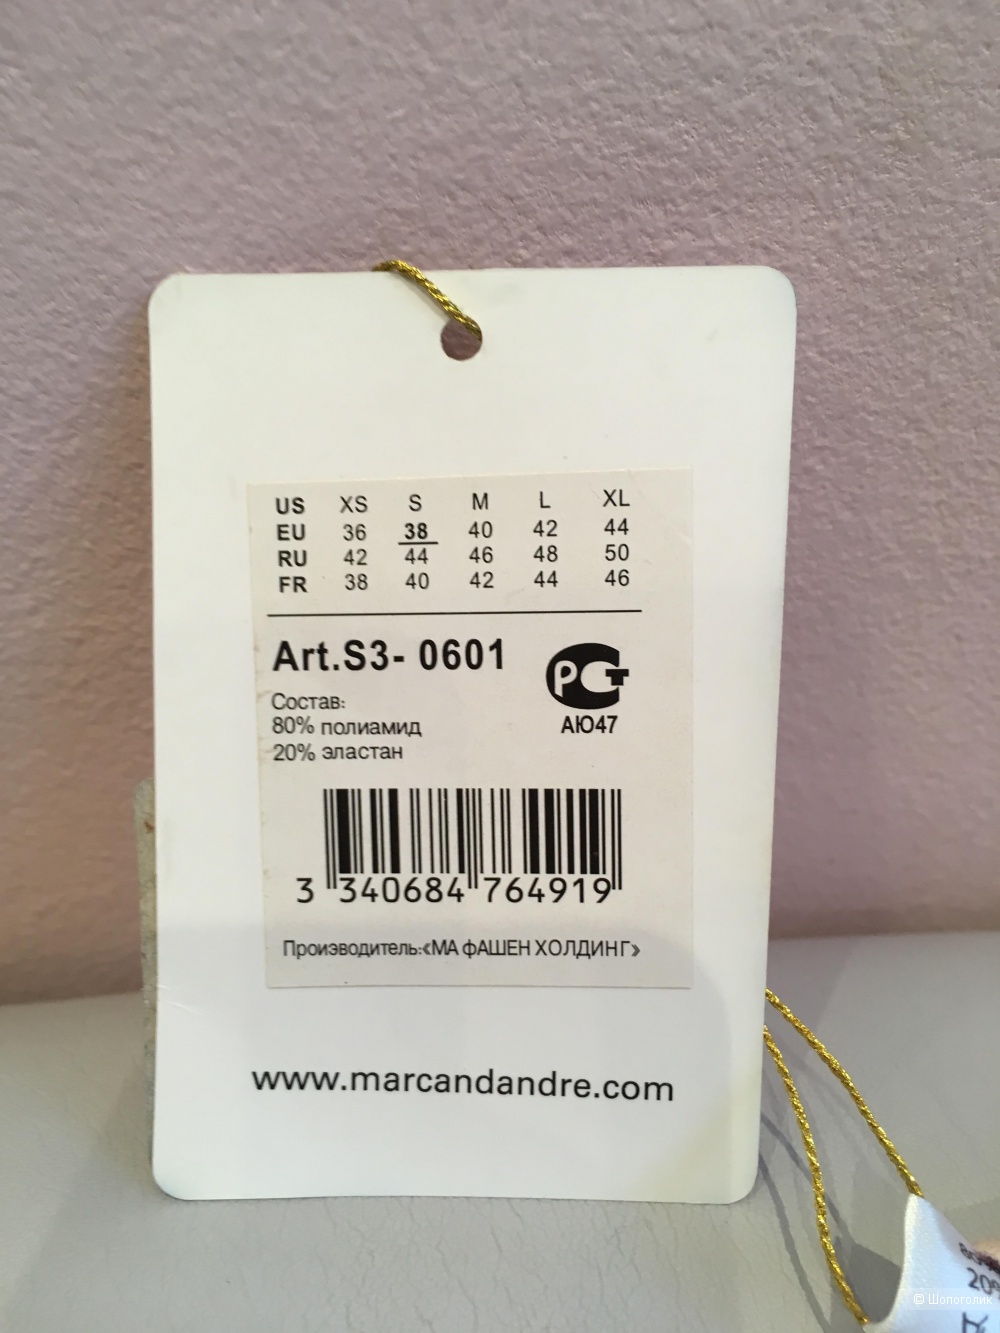 US XS S M L XL
EU 36 38 40 42 44
RU 42 44 46 48 50
FR 38 40 42 44 46
Art.S3- 0601
РСТ
АЮ47
Состав:
80% полиамид
20% эластан
3 340684 764919
Производитель:«МА фАШЕН ХОЛДИНГ»
www.marcandandre.com
© Шопоголик